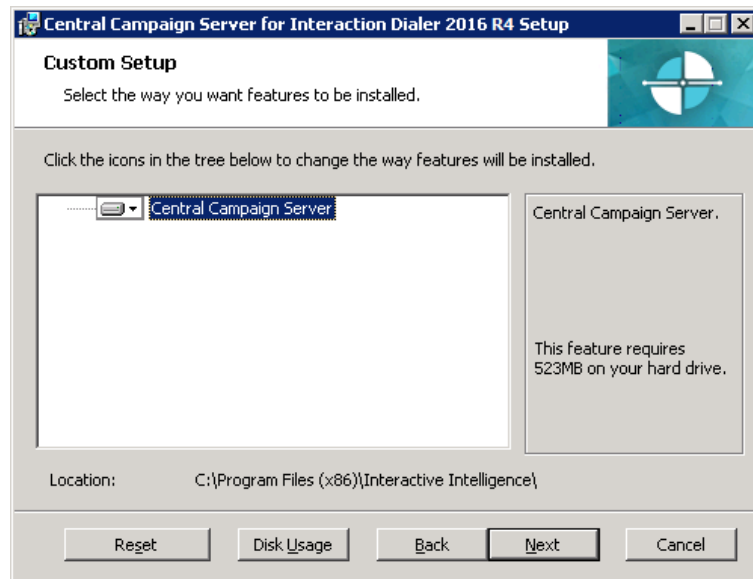 Central Campaign Server for Interaction Dialer 2016 R4 Setup
Custom Setup
Select the way you want features to be installed.
Click the icons in the tree below to change the way features will be installed.
Central Campaign Server
Central Campaign Server.
This feature requires
523MB on your hard drive.
Location: C:\Program Files (x86)\Interactive Intelligence\
Reset Disk Usage Back Next Cancel